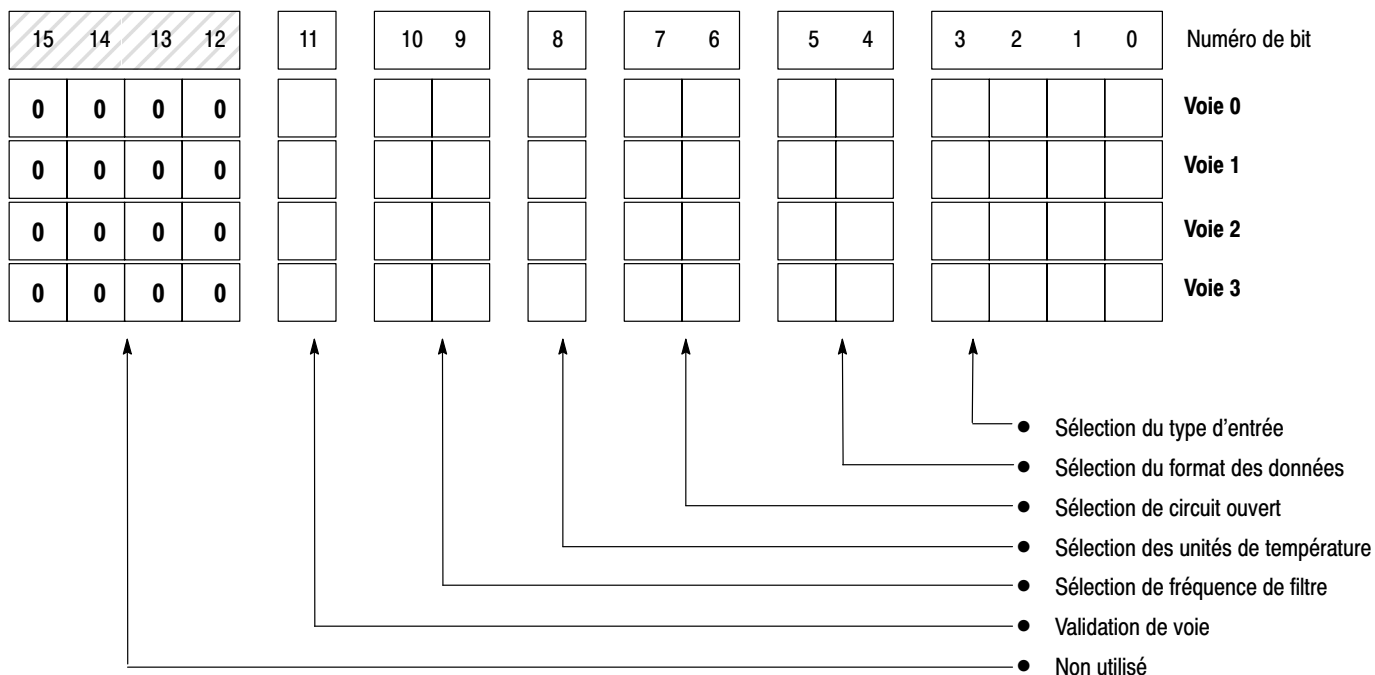 15 14 13 12 11 10 9 8 7 6 5 4 3 2 1 0 Numéro de bit
0 0 0 0 Voie 0
0 0 0 0 Voie 1
0 0 0 0 Voie 2
0 0 0 0 Voie 3
● Sélection du type d'entrée
● Sélection du format des données
● Sélection de circuit ouvert
● Sélection des unités de température
● Sélection de fréquence de filtre
● Validation de voie
● Non utilisé